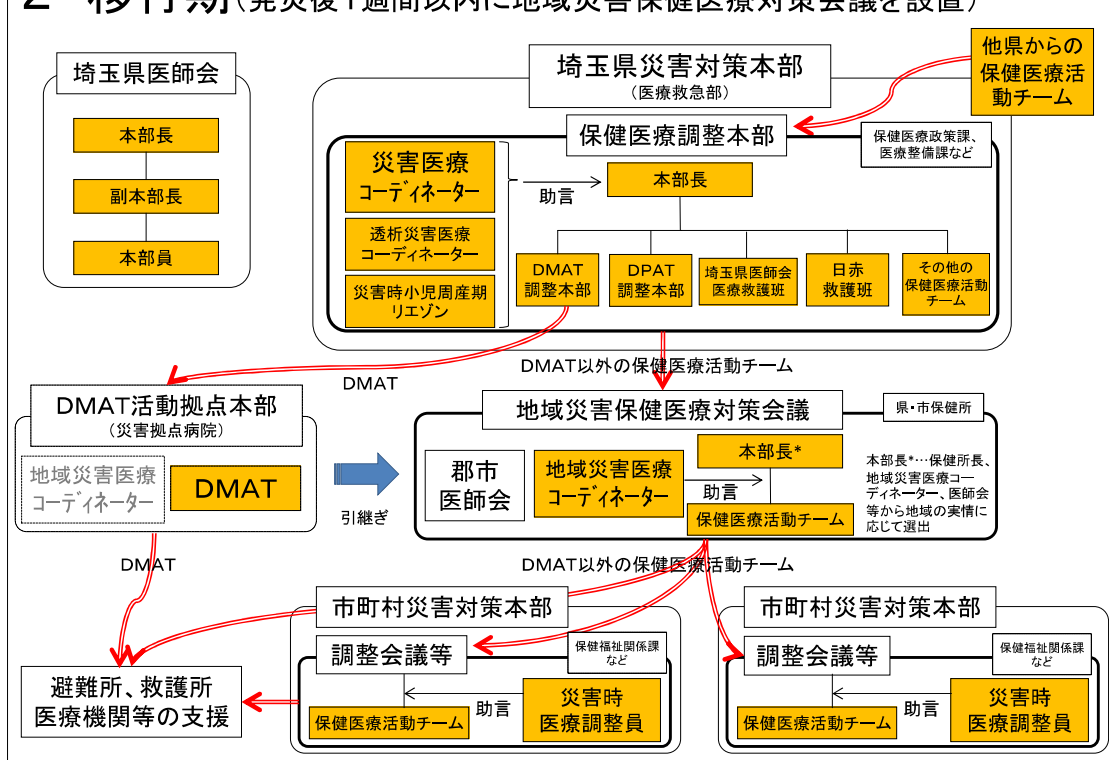 2 移行期(発災後1週間以内に地域災害保健医療対策会議を設置)
埼玉県医師会
本部長
副本部長
本部員
埼玉県災害対策本部
(医療救急部)
他県からの
保健医療活
動チーム
保健医療調整本部
保健医療政策課、
医療整備課など
災害医療
コーディネーター
透析災害医療
コーディネーター
災害時小児周産期
リエゾン
助言
本部長
DMAT
調整本部
DPAT
調整本部
埼玉県医師会
医療救護班
日赤
救護班
その他の
保健医療活動
チーム
DMAT
DMAT以外の保健医療活動チーム
DMAT活動拠点本部
(災害拠点病院)
地域災害医療
コーディネーター
DMAT
引継ぎ
地域災害保健医療対策会議
県・市保健所
郡市
医師会
地域災害医療
コーディネーター
助言
本部長*
保健医療活動チーム
本部長*…保健所長、
地域災害医療コー
ディネーター、医師会
等から地域の実情に
応じて選出
DMAT
DMAT以外の保健医療活動チーム
避難所、救護所
医療機関等の支援
市町村災害対策本部
調整会議等
保健福祉関係課
など
保健医療活動チーム
助言
災害時
医療調整員
市町村災害対策本部
調整会議等
保健福祉関係課
など
保健医療活動チーム
助言
災害時
医療調整員